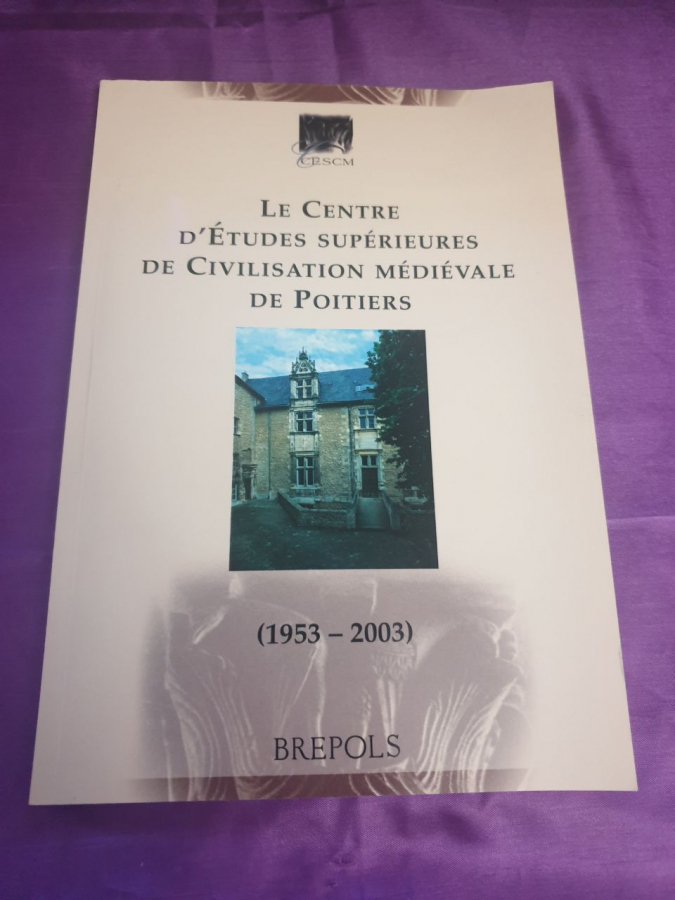 CESCM
LE CENTRE
D'ÉTUDES SUPÉRIEURES
DE CIVILISATION MÉDIÉVALE
DE POITIERS
(1953 – 2003)
BREPOLS